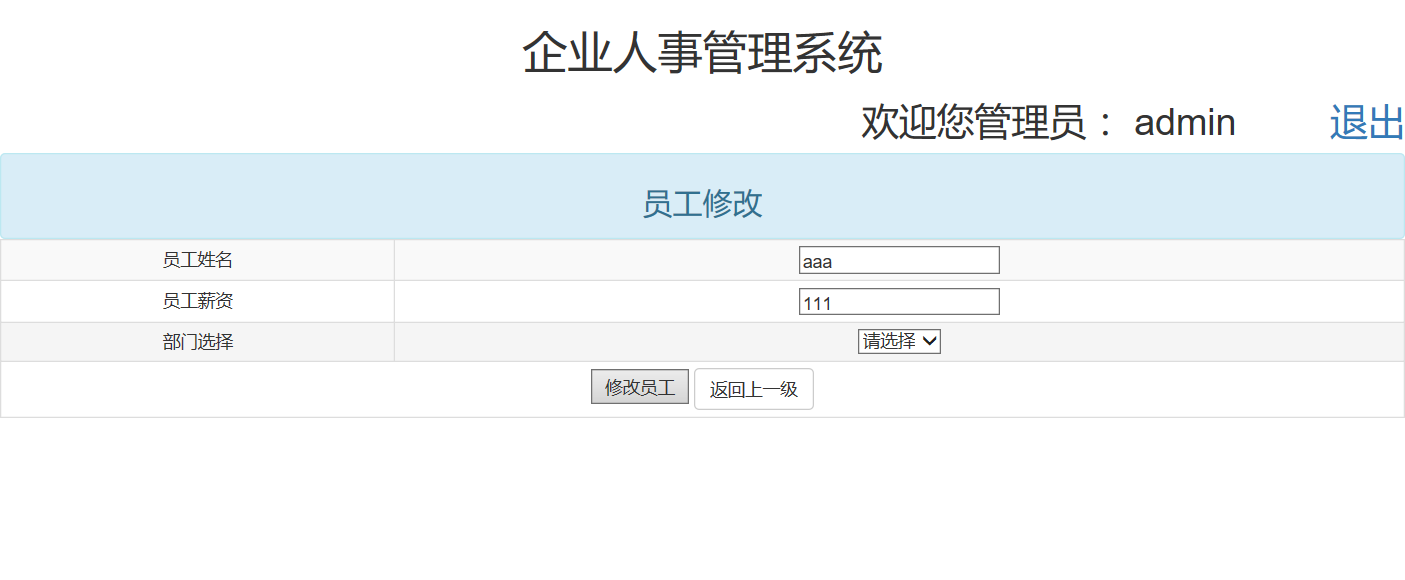 企业人事管理系统
欢迎您管理员： admin 退出
员工修改
员工姓名 aaa
员工薪资 111
部门选择 请选择
修改员工 返回上一级